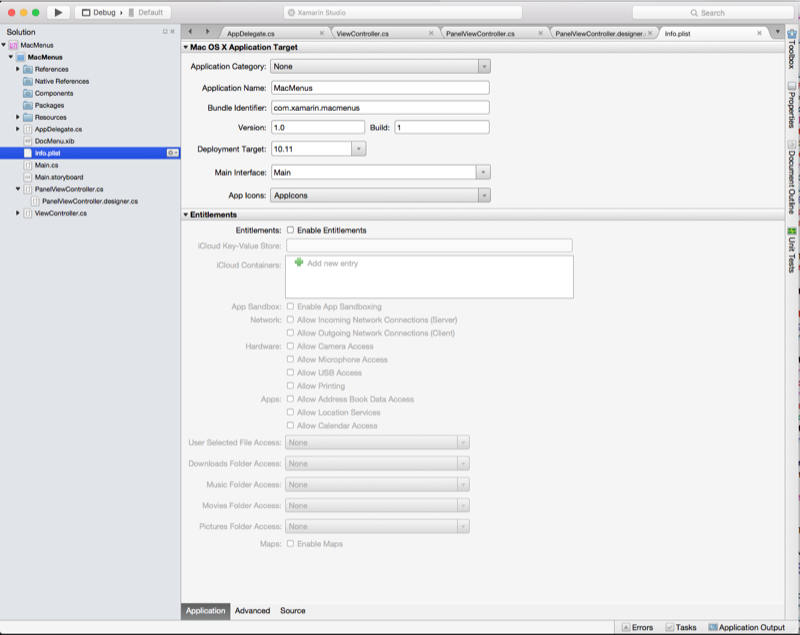 Debug › Default
Xamarin Studio
Search
Solution
MacMenus
MacMenus
References
Native References
Components
Packages
Resources
AppDelegate.cs
DocMenu.xib
Info.plist
Main.cs
Main.storyboard
PanelViewController.cs
PanelViewController.designer.cs
ViewController.cs
AppDelegate.cs
ViewController.cs
PanelViewController.cs
PanelViewController.designer
Info.plist
Mac OS X Application Target
Application Category: None
Application Name: MacMenus
Bundle Identifier: com.xamarin.macmenus
Version: 1.0 Build: 1
Deployment Target: 10.11
Main Interface: Main
App Icons: AppIcons
Entitlements
Entitlements: Enable Entitlements
iCloud Key-Value Store:
iCloud Containers: Add new entry
App Sandbox: Enable App Sandboxing
Network: Allow Incoming Network Connections (Server)
Allow Outgoing Network Connections (Client)
Hardware: Allow Camera Access
Allow Microphone Access
Allow USB Access
Allow Printing
Apps: Allow Address Book Data Access
Allow Location Services
Allow Calendar Access
User Selected File Access: None
Downloads Folder Access: None
Music Folder Access: None
Movies Folder Access: None
Pictures Folder Access: None
Maps: Enable Maps
Application Advanced Source
Toolbox
Properties
Document Outline
Unit Tests
Errors Tasks Application Output